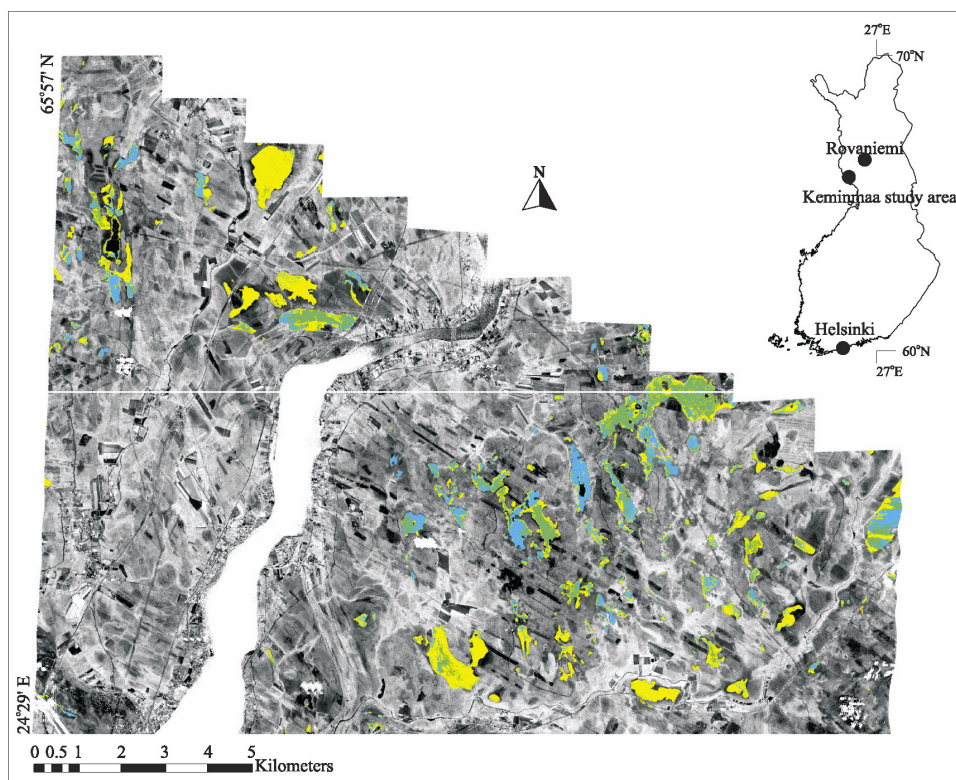 65°57' N
24°29' E
N
0 0.5 1 2 3 4 5
Kilometers
27°E
70°N
Rovaniemi
Keminmaa study area
Helsinki
60°N
27°E